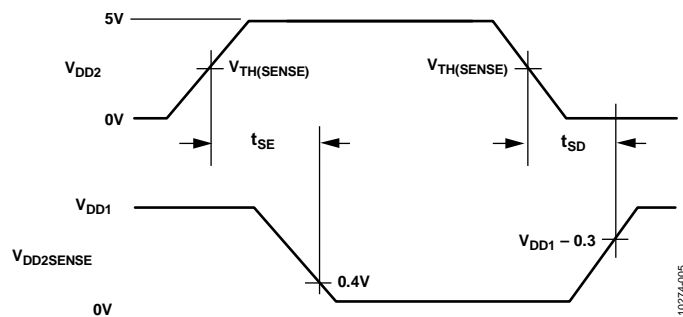 5V
VDD2
VTH(SENSE)
VTH(SENSE)
0V
tSE
tSD
VDD1
VDD2SENSE
VDD1 – 0.3
0.4V
0V
10274-005